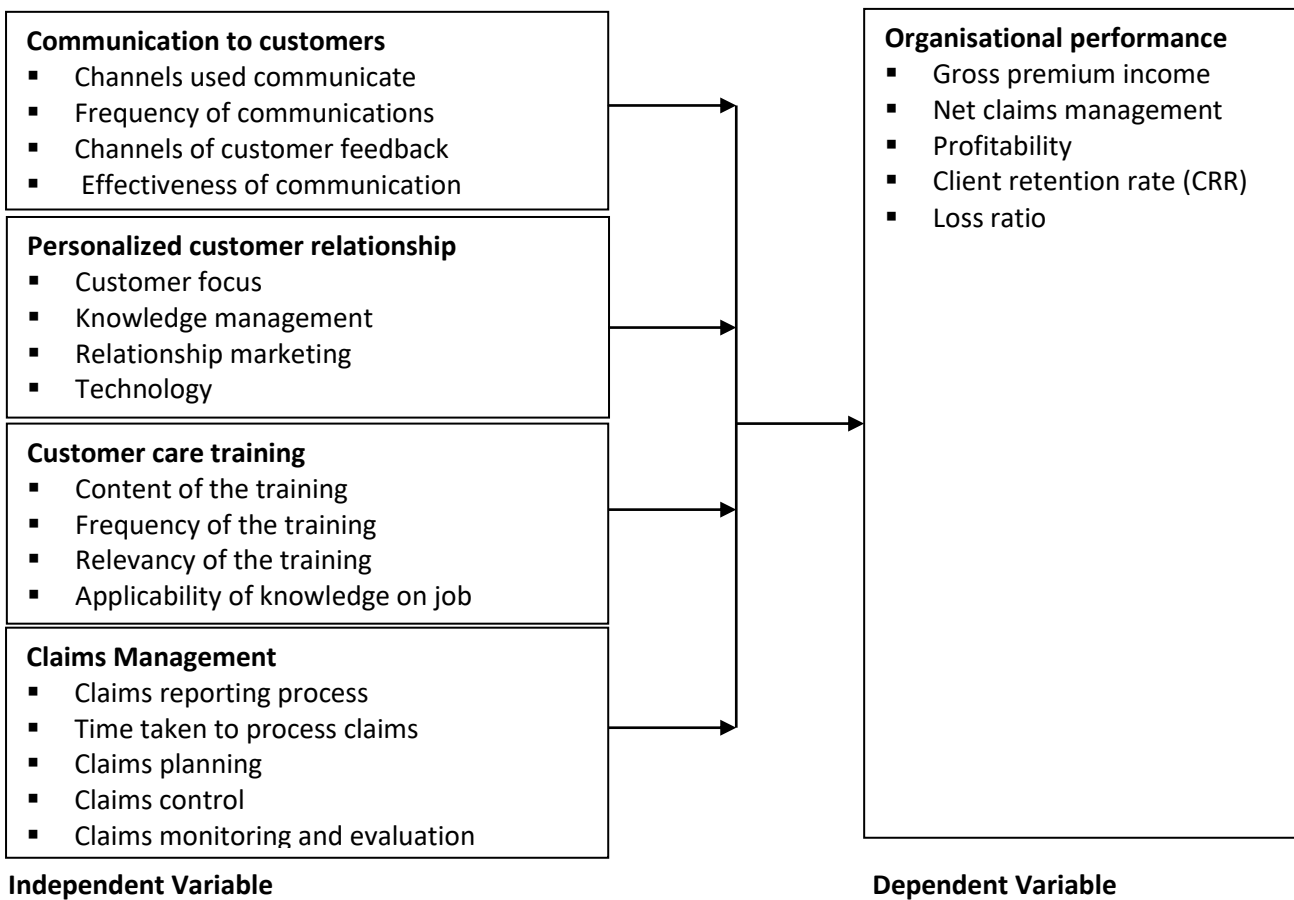 Communication to customers
▪ Channels used communicate
▪ Frequency of communications
▪ Channels of customer feedback
▪ Effectiveness of communication
Personalized customer relationship
▪ Customer focus
▪ Knowledge management
▪ Relationship marketing
▪ Technology
Customer care training
▪ Content of the training
▪ Frequency of the training
▪ Relevancy of the training
▪ Applicability of knowledge on job
Claims Management
▪ Claims reporting process
▪ Time taken to process claims
▪ Claims planning
▪ Claims control
▪ Claims monitoring and evaluation
Independent Variable
Organisational performance
▪ Gross premium income
▪ Net claims management
▪ Profitability
▪ Client retention rate (CRR)
▪ Loss ratio
Dependent Variable